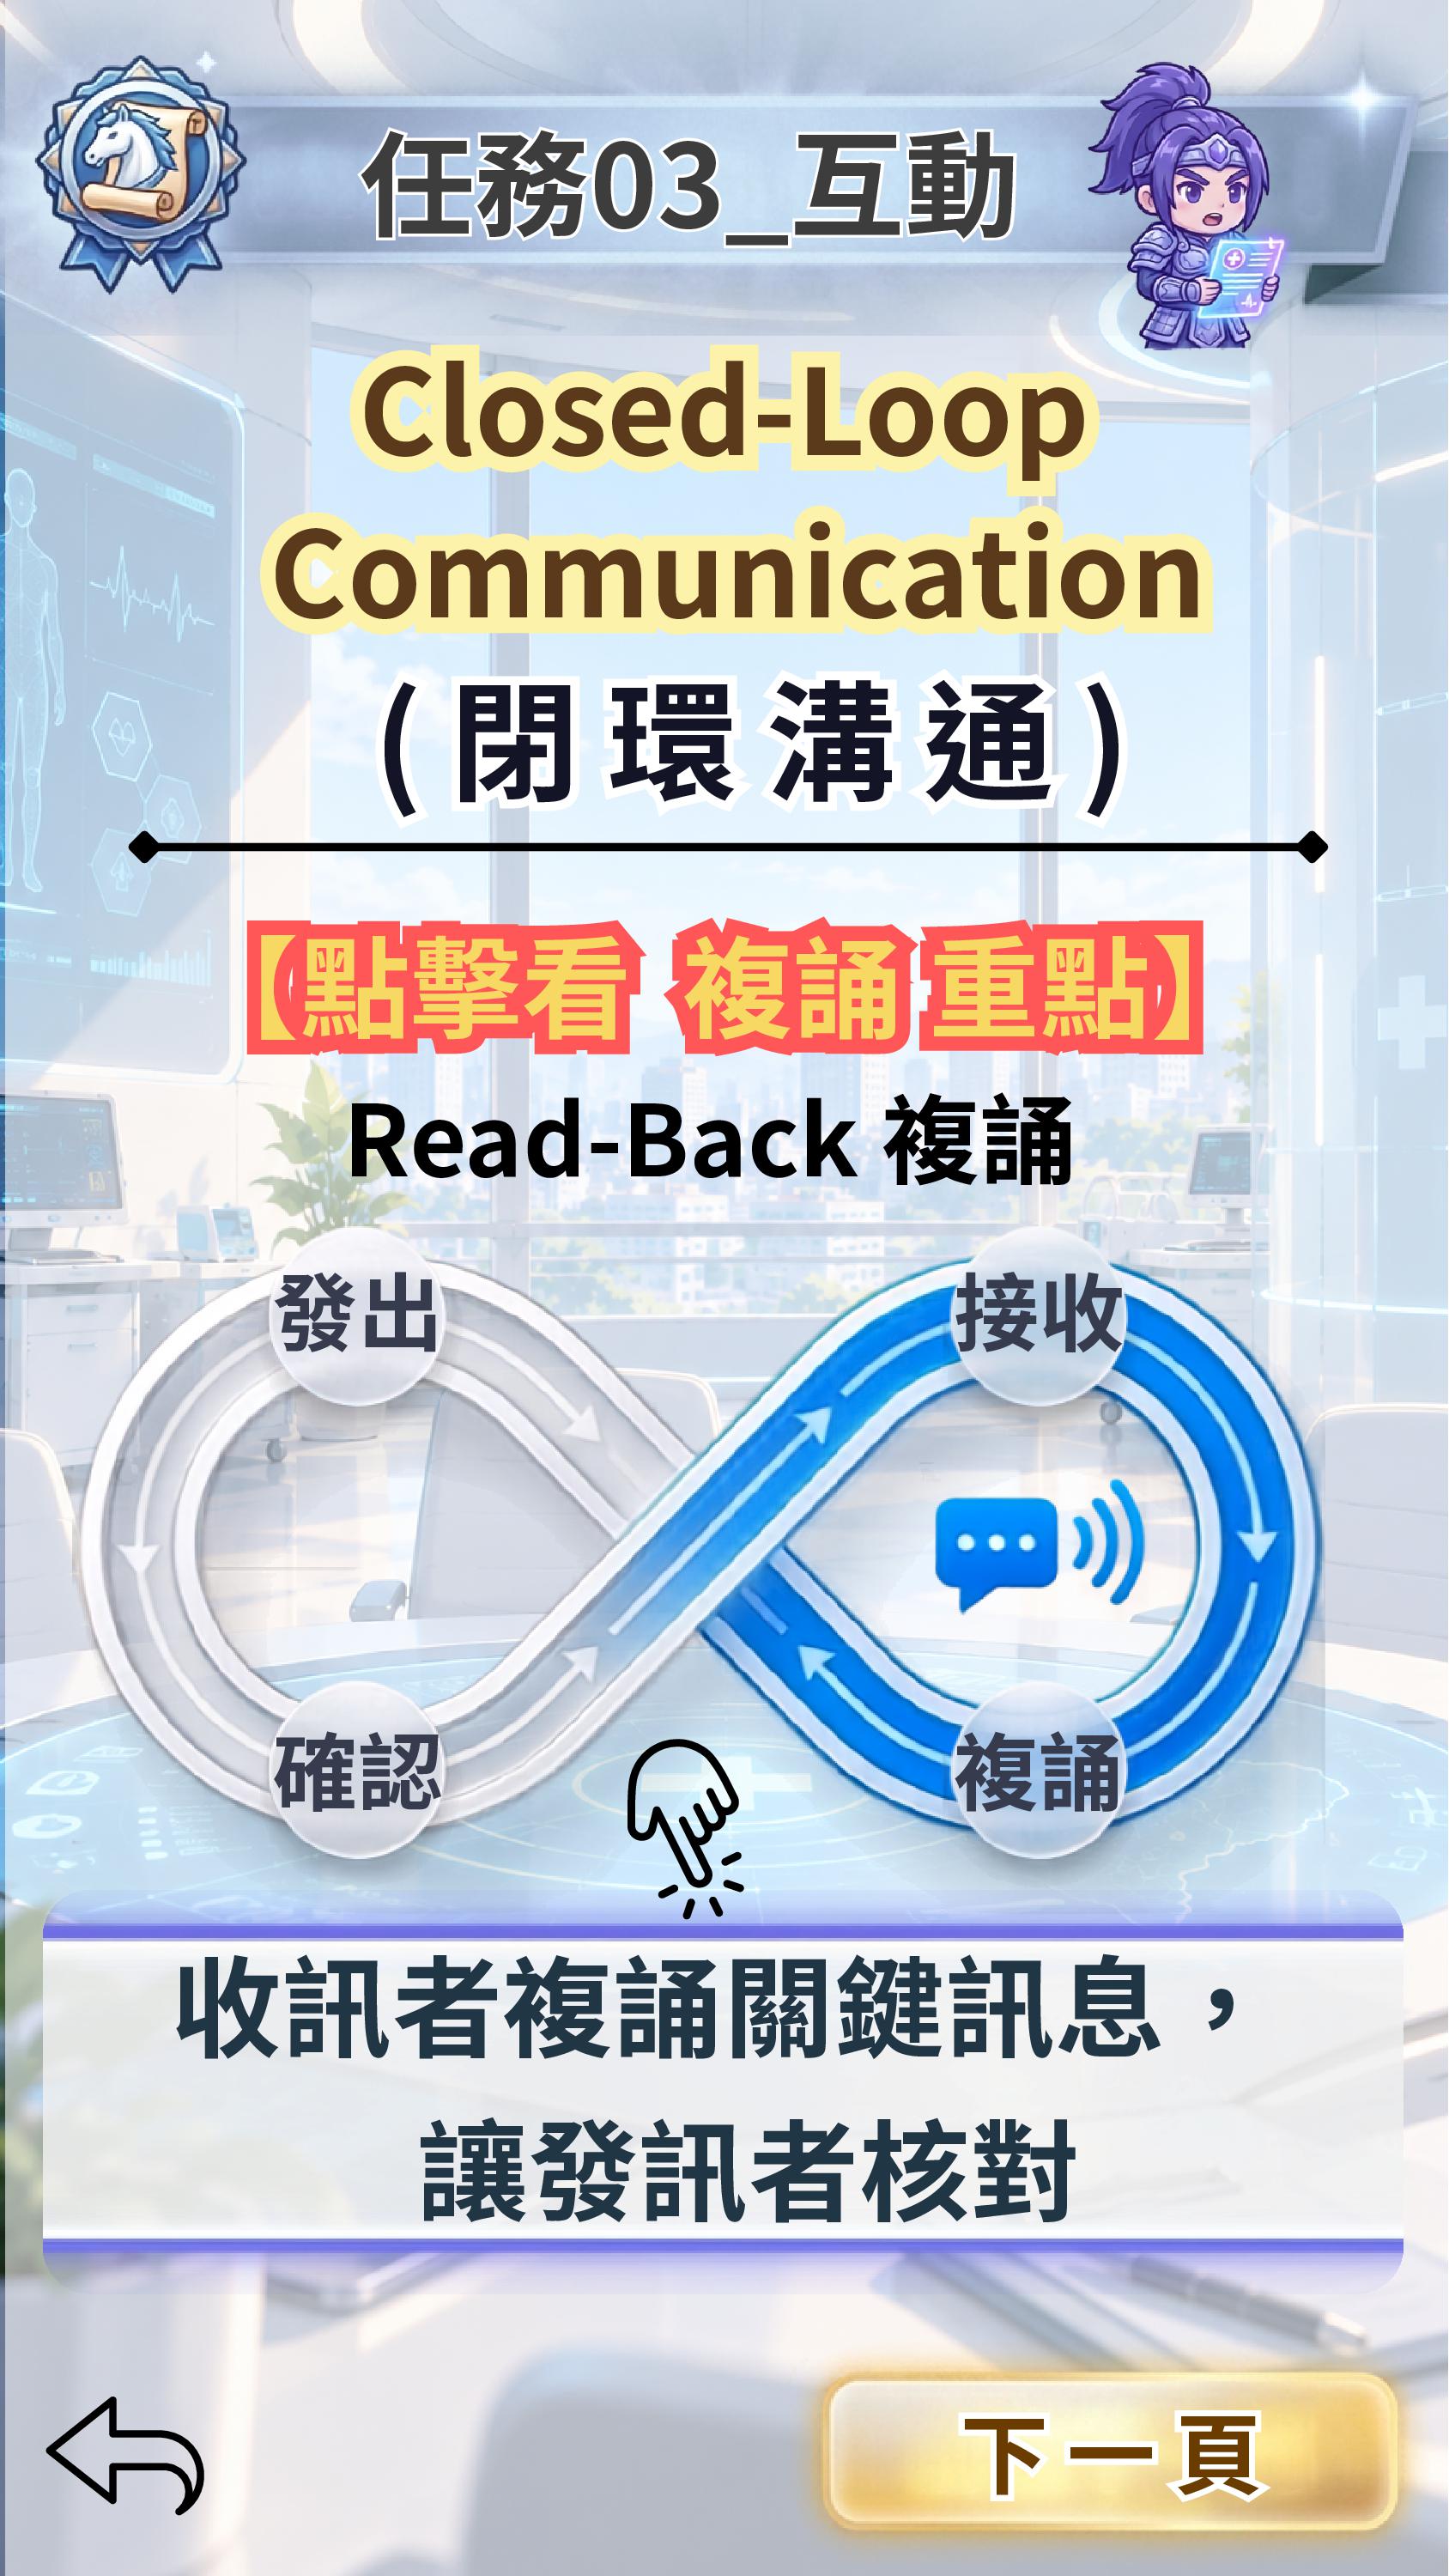 任務03_互動
Closed-Loop
Communication
(閉環溝通)
【點擊看 複誦重點】
Read-Back 複誦
發出
接收
確認
複誦
收訊者複誦關鍵訊息，
讓發訊者核對
下一頁